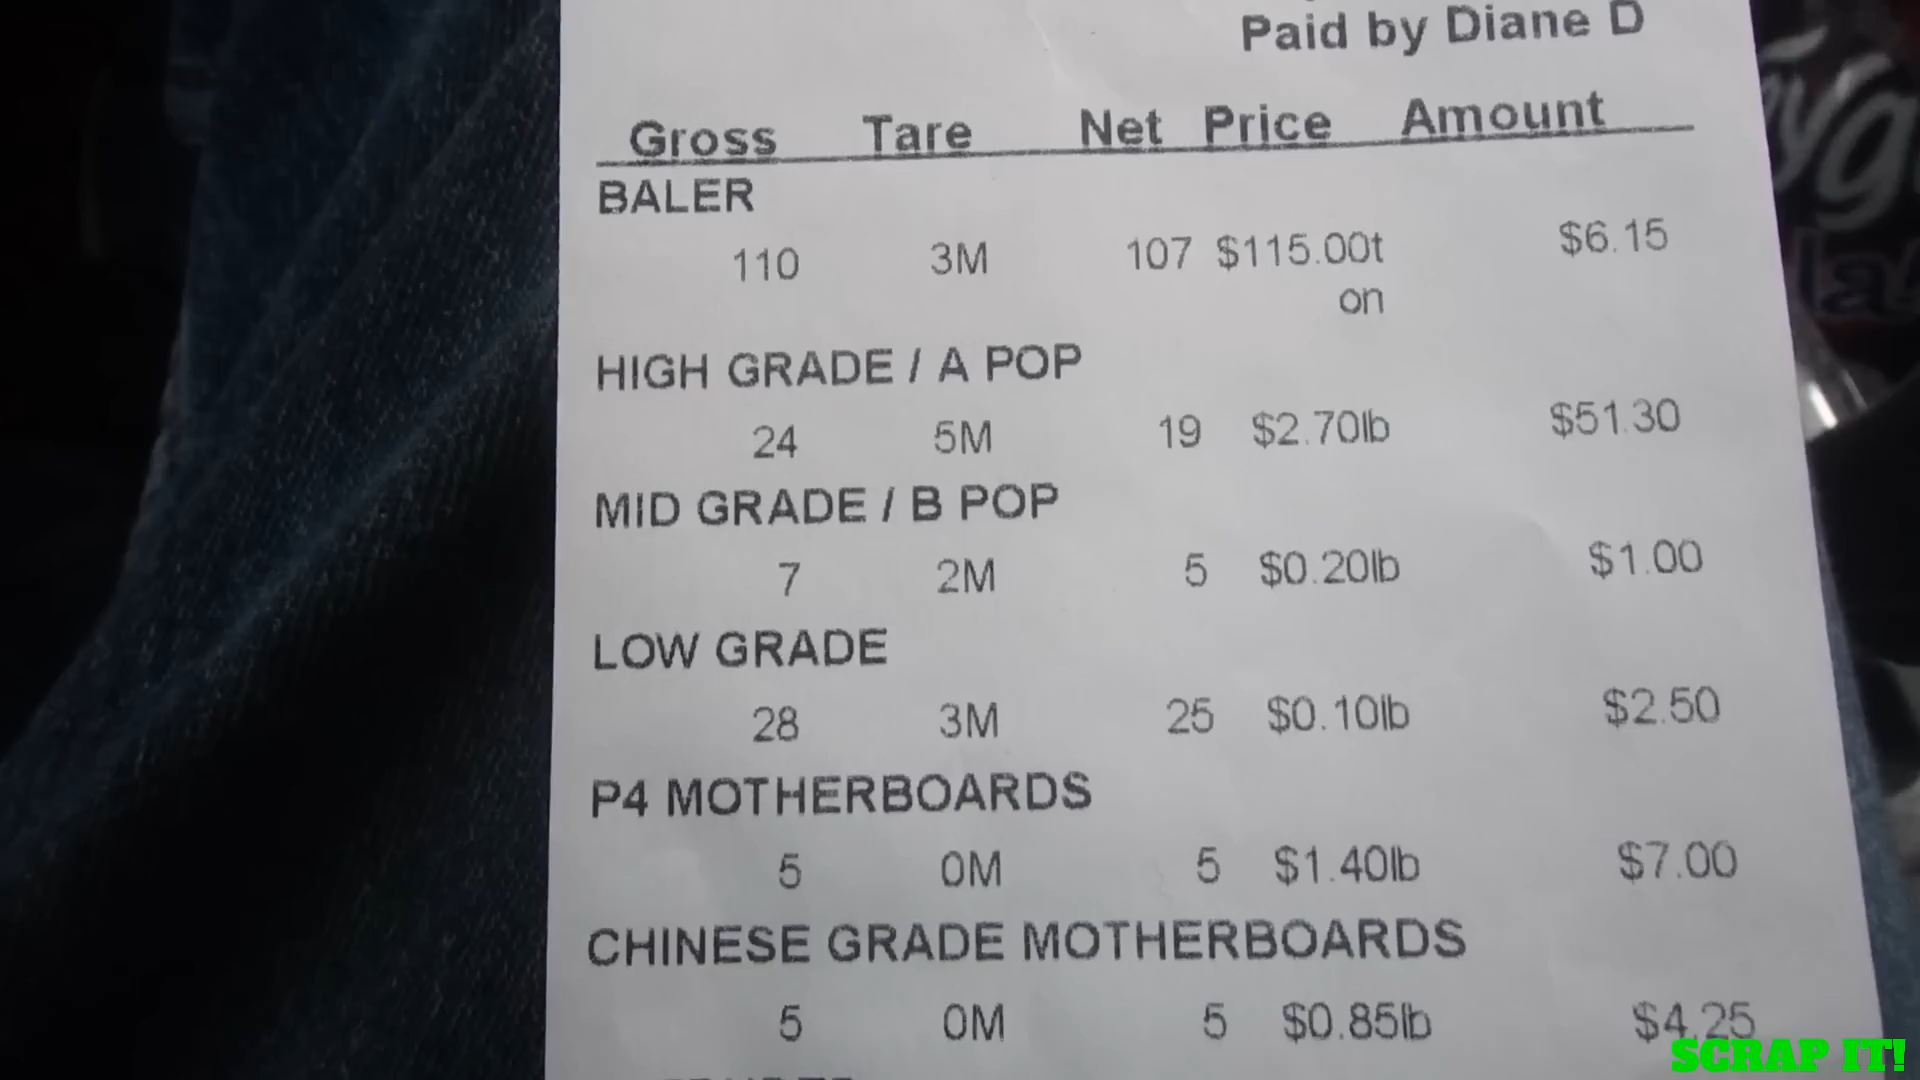 Paid by Diane D
Gross Tare Net Price Amount
BALER
110 3M 107 $115.00t $6.15
on
HIGH GRADE / A POP
24 5M 19 $2.70lb $51.30
MID GRADE / B POP
7 2M 5 $0.20lb $1.00
LOW GRADE
28 3M 25 $0.10lb $2.50
P4 MOTHERBOARDS
5 0M 5 $1.40lb $7.00
CHINESE GRADE MOTHERBOARDS
5 0M 5 $0.85lb $4.25
SCRAP IT!